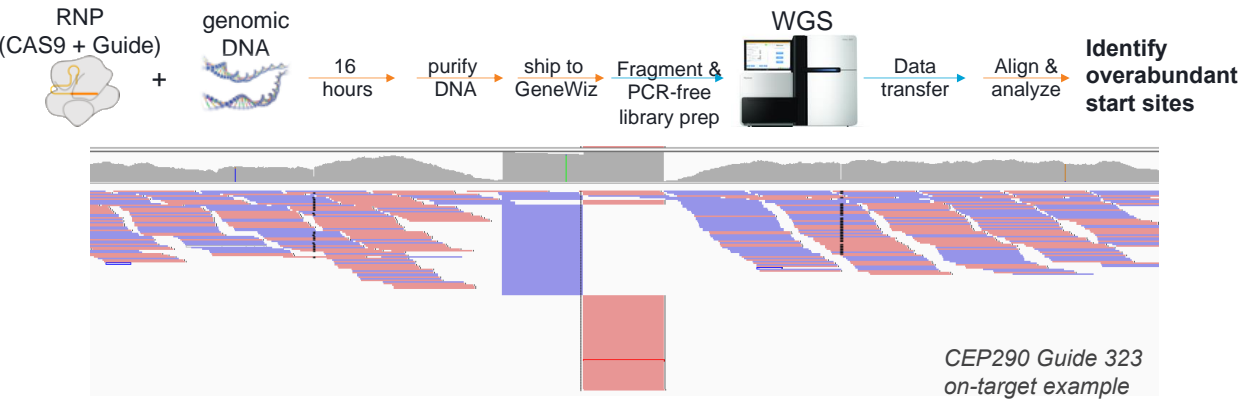 RNP
(CAS9 + Guide)
+
genomic
DNA
16
hours
purify
DNA
ship to
GeneWiz
Fragment &
PCR-free
library prep
WGS
Data
transfer
Align &
analyze
Identify
overabundant
start sites
CEP290 Guide 323
on-target example